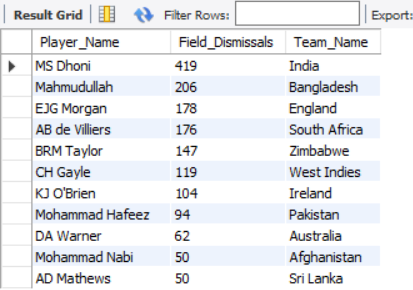 Result Grid Filter Rows: Export:
Player_Name Field_Dismissals Team_Name
MS Dhoni 419 India
Mahmudullah 206 Bangladesh
EJG Morgan 178 England
AB de Villiers 176 South Africa
BRM Taylor 147 Zimbabwe
CH Gayle 119 West Indies
KJ O'Brien 104 Ireland
Mohammad Hafeez 94 Pakistan
DA Warner 62 Australia
Mohammad Nabi 50 Afghanistan
AD Mathews 50 Sri Lanka